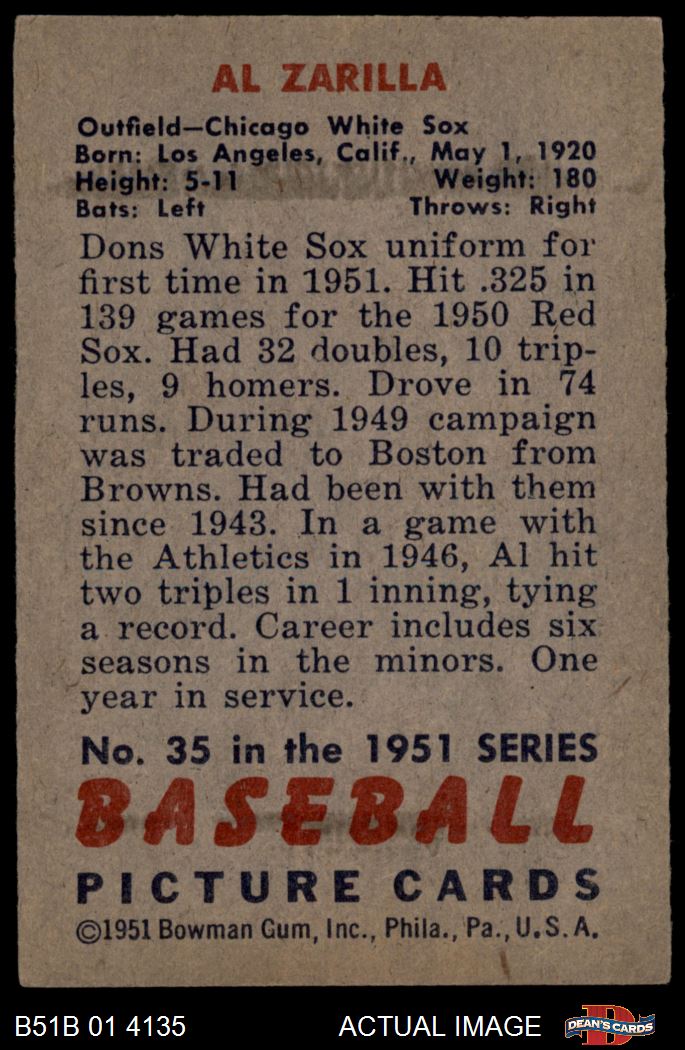 AL ZARILLA
Outfield—Chicago White Sox
Born: Los Angeles, Calif., May 1, 1920
Height: 5-11 Weight: 180
Bats: Left Throws: Right
Dons White Sox uniform for
first time in 1951. Hit .325 in
139 games for the 1950 Red
Sox. Had 32 doubles, 10 trip-
les, 9 homers. Drove in 74
runs. During 1949 campaign
was traded to Boston from
Browns. Had been with them
since 1943. In a game with
the Athletics in 1946, Al hit
two triples in 1 inning, tying
a record. Career includes six
seasons in the minors. One
year in service.
No. 35 in the 1951 SERIES
BASEBALL
PICTURE CARDS
©1951 Bowman Gum, Inc., Phila., Pa., U.S.A.
B51B 01 4135 ACTUAL IMAGE D DEAN'S CARDS